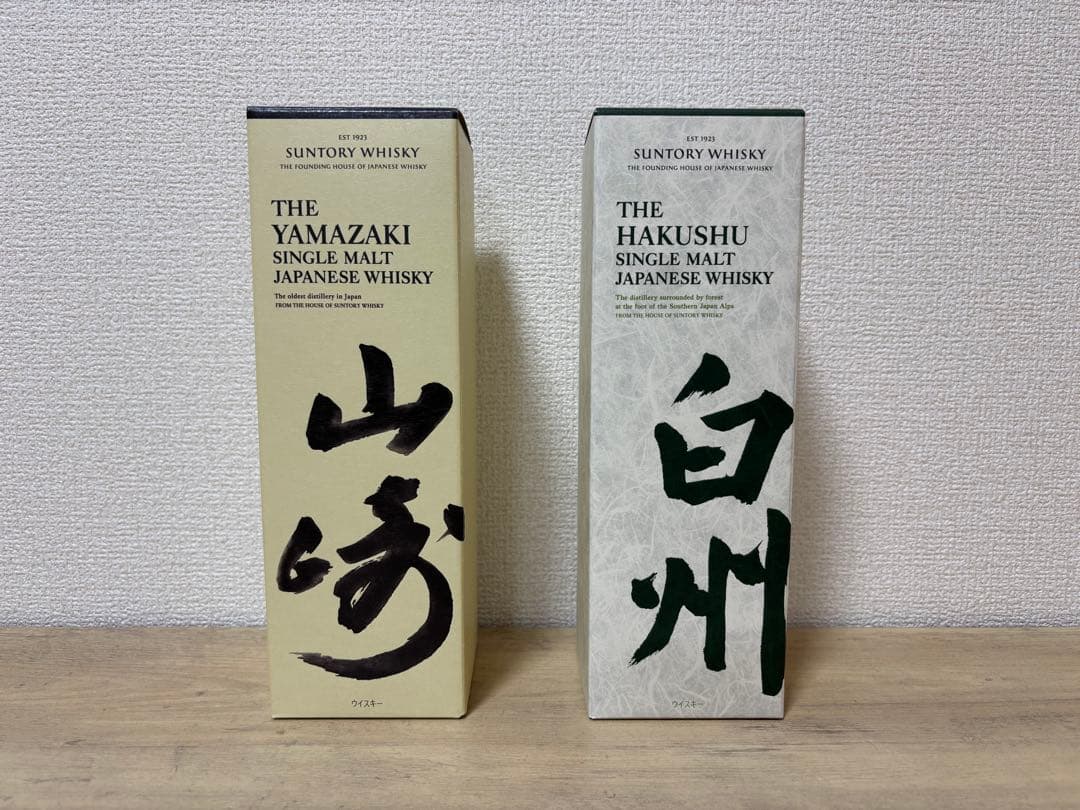 EST 1923
SUNTORY WHISKY
THE FOUNDING HOUSE OF JAPANESE WHISKY
THE
YAMAZAKI
SINGLE MALT
JAPANESE WHISKY
The oldest distillery in Japan
FROM THE HOUSE OF SUNTORY WHISKY
山崎
ウイスキー
EST 1923
SUNTORY WHISKY
THE FOUNDING HOUSE OF JAPANESE WHISKY
THE
HAKUSHU
SINGLE MALT
JAPANESE WHISKY
The distillery surrounded by forest
at the foot of the Southern Japan Alps
FROM THE HOUSE OF SUNTORY WHISKY
白州
ウイスキー